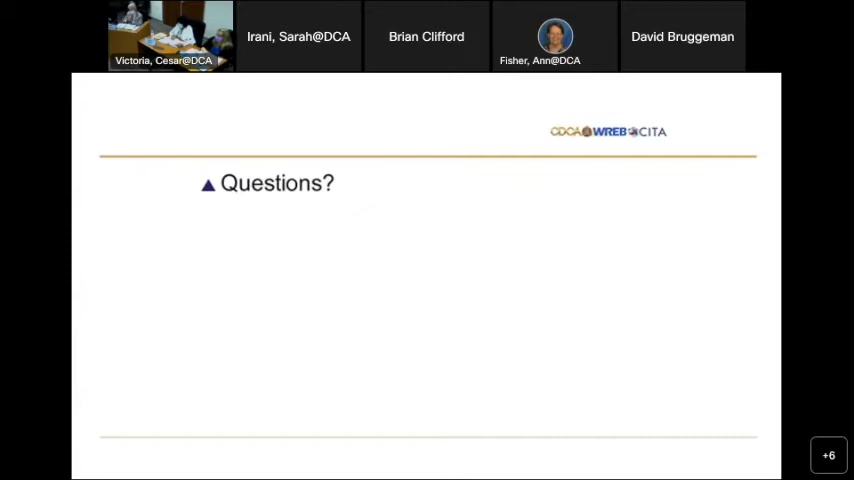 Victoria, Cesar@DCA
Irani, Sarah@DCA
Brian Clifford
Fisher, Ann@DCA
David Bruggeman
CDCA WREB CITA
Questions?
+6